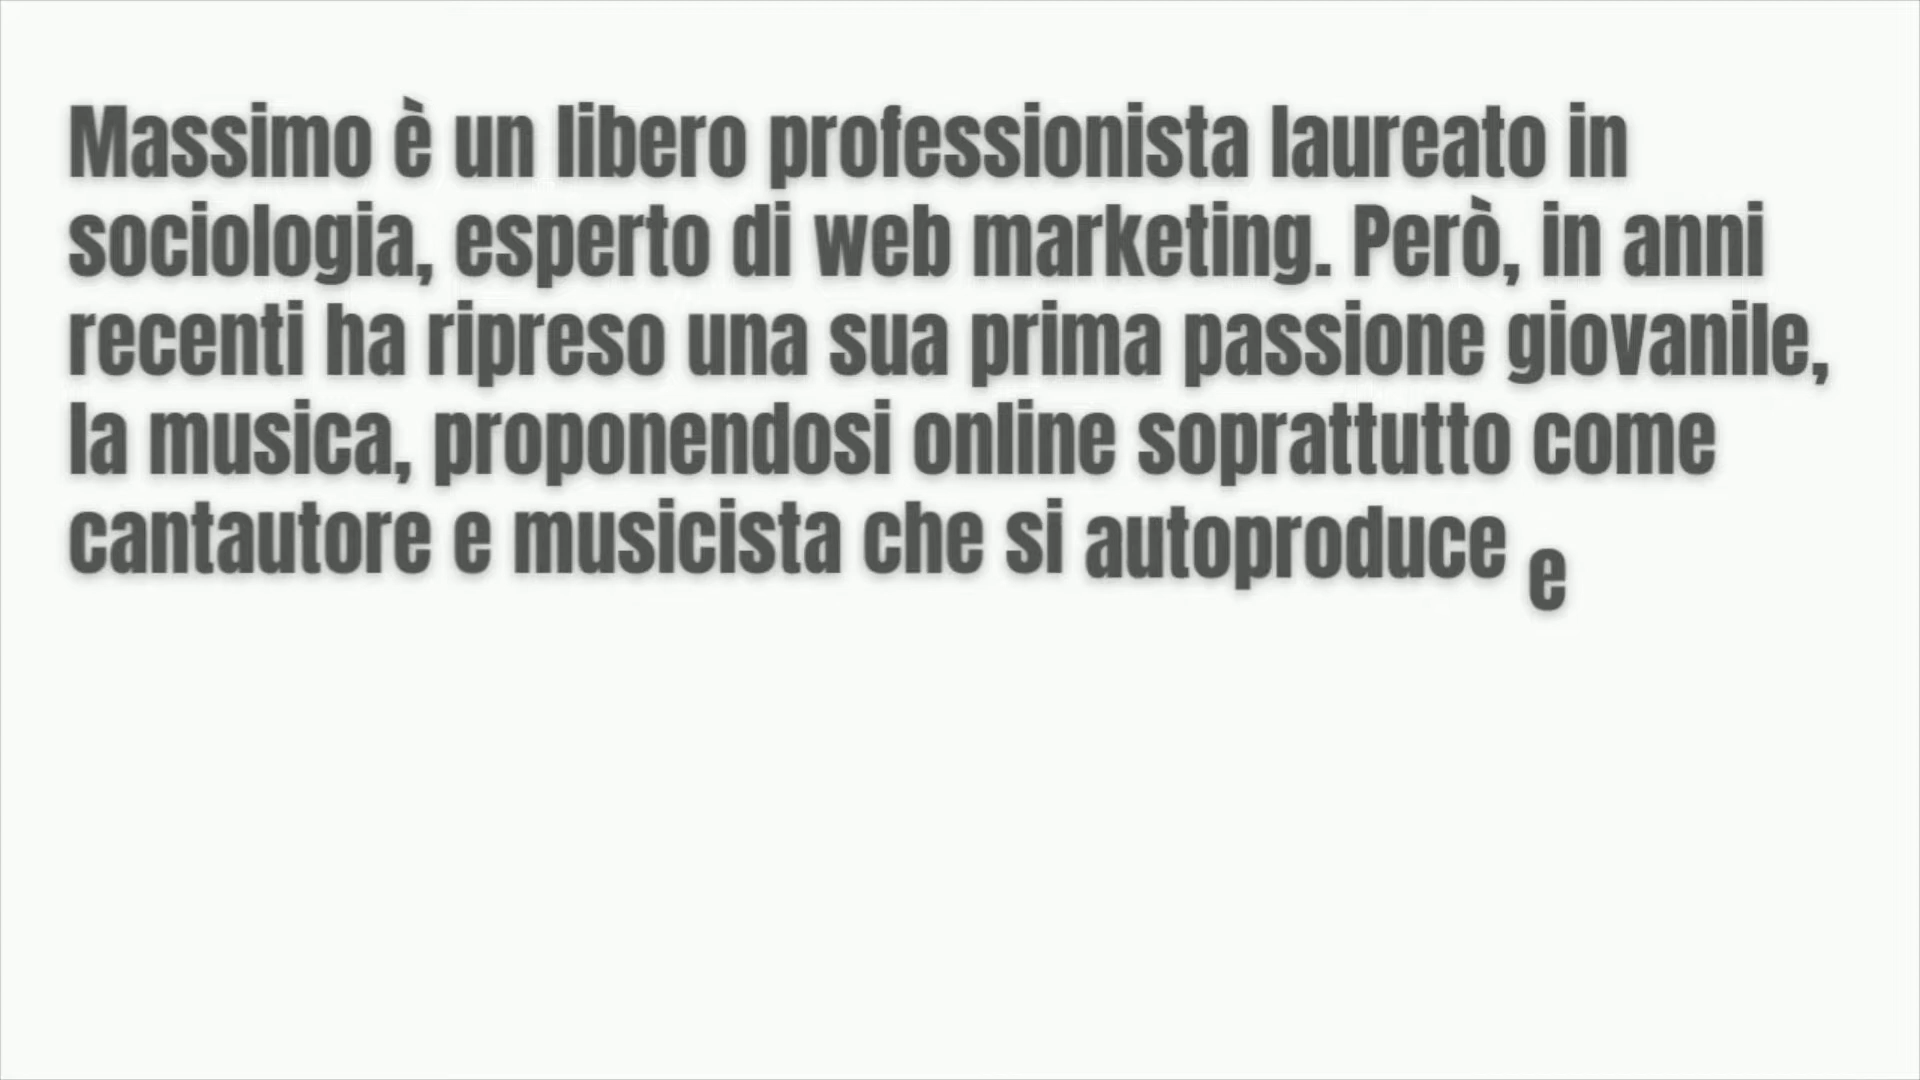 Massimo è un libero professionista laureato in
sociologia, esperto di web marketing. Però, in anni
recenti ha ripreso una sua prima passione giovanile,
la musica, proponendosi online soprattutto come
cantautore e musicista che si autoproduce e